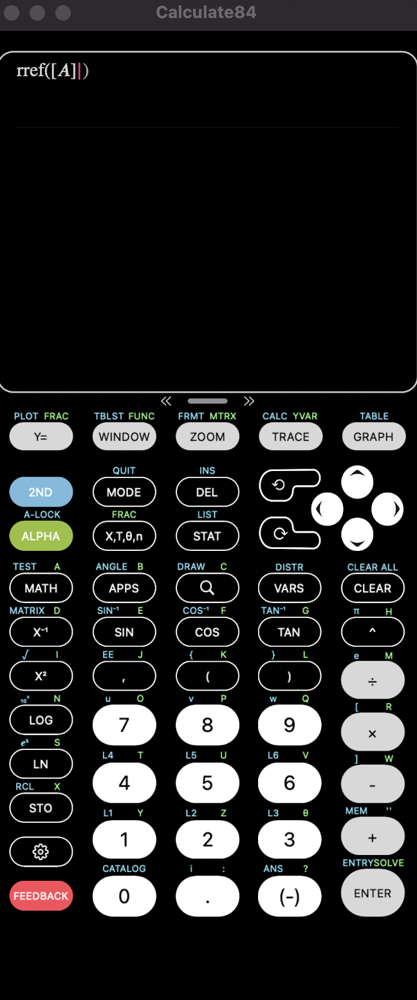 Calculate84
rref([A])
PLOT FRAC TBLST FUNC FRMT MTRX CALC YVAR TABLE
Y= WINDOW ZOOM TRACE GRAPH
QUIT INS
2ND MODE DEL
A-LOCK FRAC LIST
ALPHA X,T,θ,n STAT
TEST A ANGLE B DRAW C DISTR CLEAR ALL
MATH APPS VARS CLEAR
MATRIX D SIN⁻¹ E COS⁻¹ F TAN⁻¹ G π H
X⁻¹ SIN COS TAN ^
√ I EE J { K } L e M
X² , ( ) ÷
₁₀ˣ N u O v P w Q [ R
LOG 7 8 9 ×
eˣ S L4 T L5 U L6 V ] W
LN 4 5 6 -
RCL X L1 Y L2 Z L3 θ MEM "
STO 1 2 3 +
CATALOG i : ANS ? ENTRY SOLVE
FEEDBACK 0 . (-) ENTER